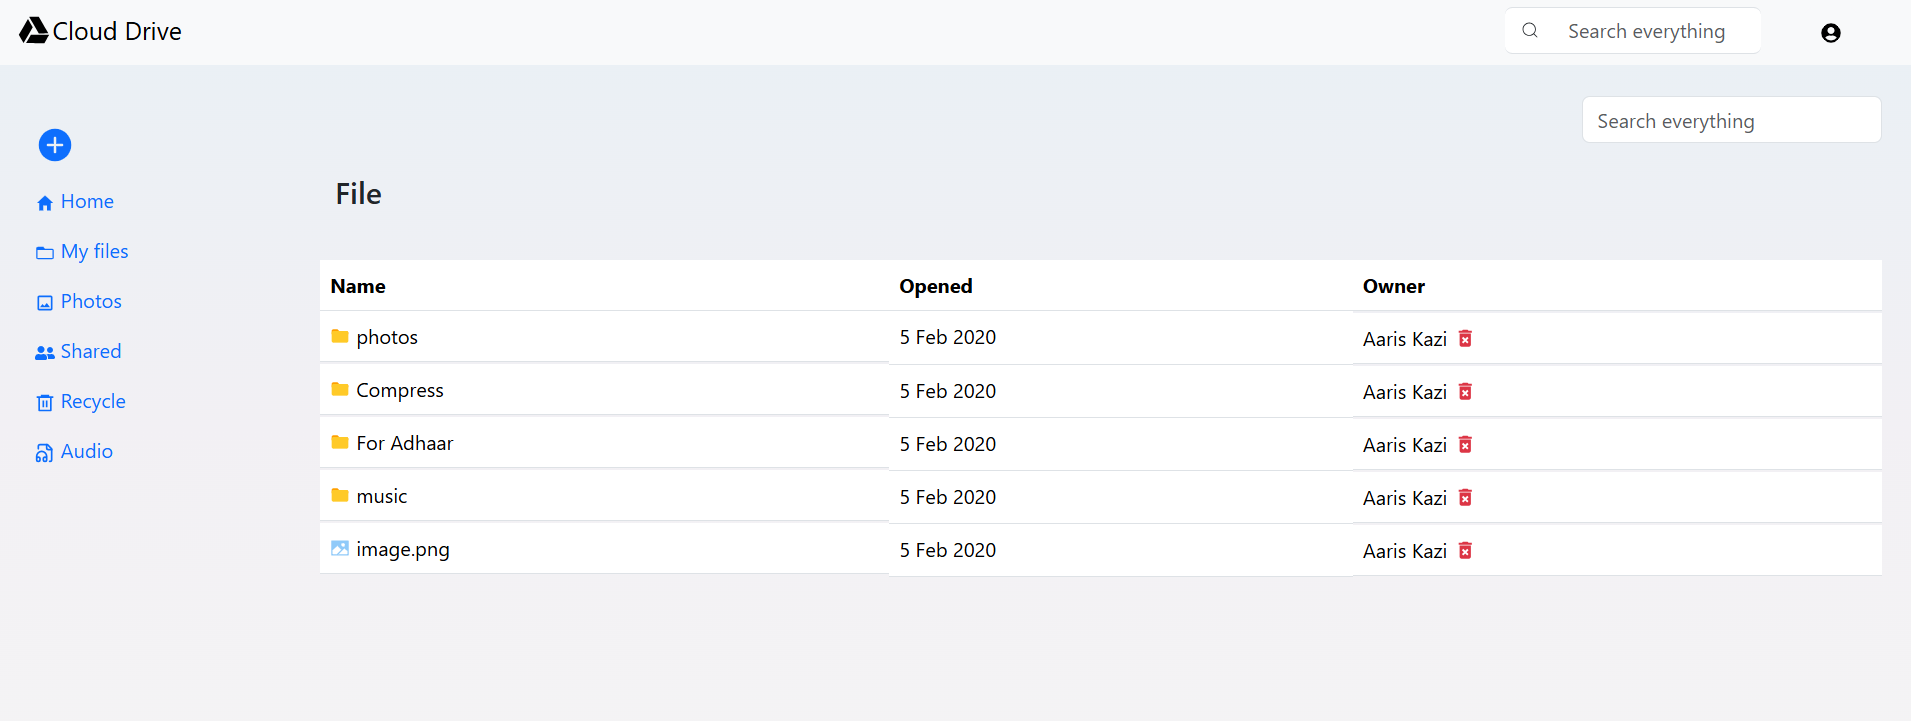 Cloud Drive
Search everything
Search everything
Home
My files
Photos
Shared
Recycle
Audio
File
Name Opened Owner
photos 5 Feb 2020 Aaris Kazi
Compress 5 Feb 2020 Aaris Kazi
For Adhaar 5 Feb 2020 Aaris Kazi
music 5 Feb 2020 Aaris Kazi
image.png 5 Feb 2020 Aaris Kazi